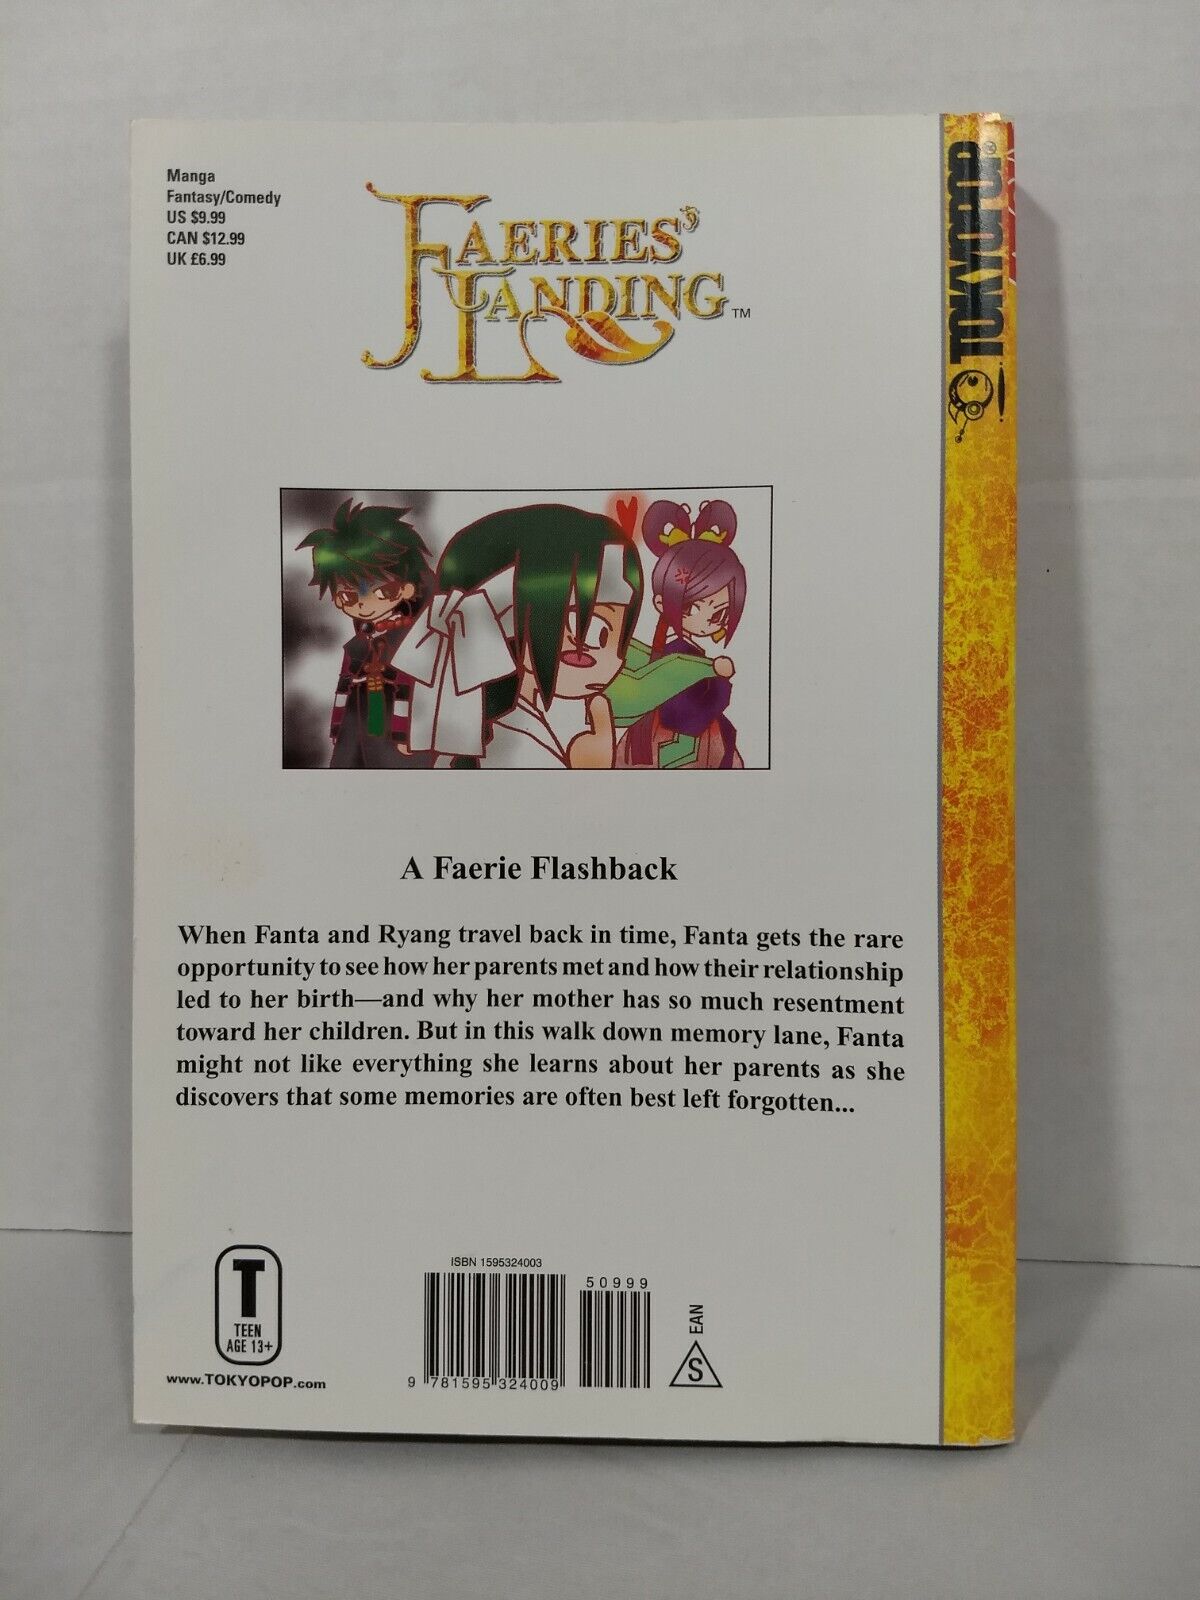 Manga
Fantasy/Comedy
US $9.99
CAN $12.99
UK £6.99
FAERIES'
LANDING™
TOKYOPOP®
A Faerie Flashback
When Fanta and Ryang travel back in time, Fanta gets the rare
opportunity to see how her parents met and how their relationship
led to her birth—and why her mother has so much resentment
toward her children. But in this walk down memory lane, Fanta
might not like everything she learns about her parents as she
discovers that some memories are often best left forgotten...
T
TEEN
AGE 13+
www.TOKYOPOP.com
ISBN 1595324003
50999
9 781595 324009
EAN
S